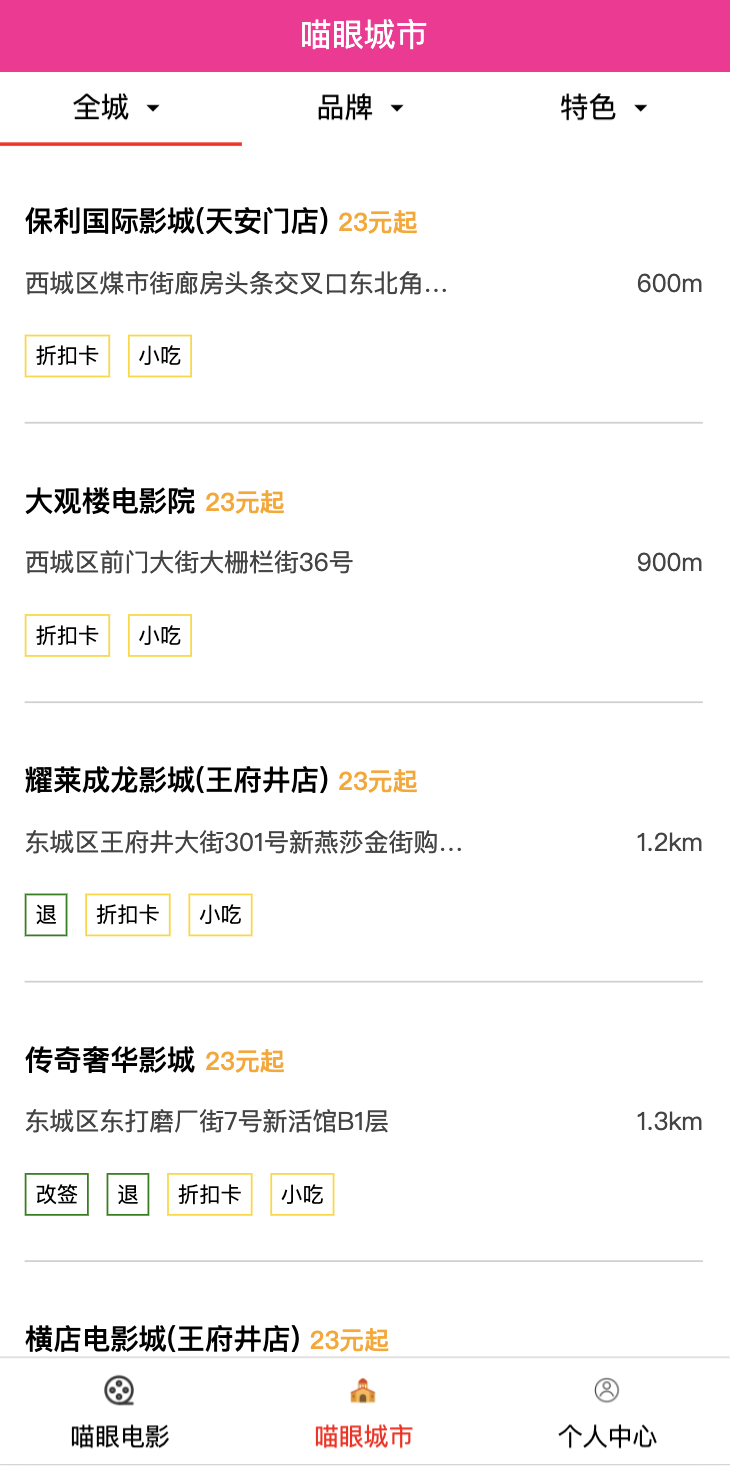 喵眼城市
全城 品牌 特色
保利国际影城(天安门店) 23元起
西城区煤市街廊房头条交叉口东北角... 600m
折扣卡 小吃
大观楼电影院 23元起
西城区前门大街大栅栏街36号 900m
折扣卡 小吃
耀莱成龙影城(王府井店) 23元起
东城区王府井大街301号新燕莎金街购... 1.2km
退 折扣卡 小吃
传奇奢华影城 23元起
东城区东打磨厂街7号新活馆B1层 1.3km
改签 退 折扣卡 小吃
横店电影城(王府井店) 23元起
喵眼电影 喵眼城市 个人中心